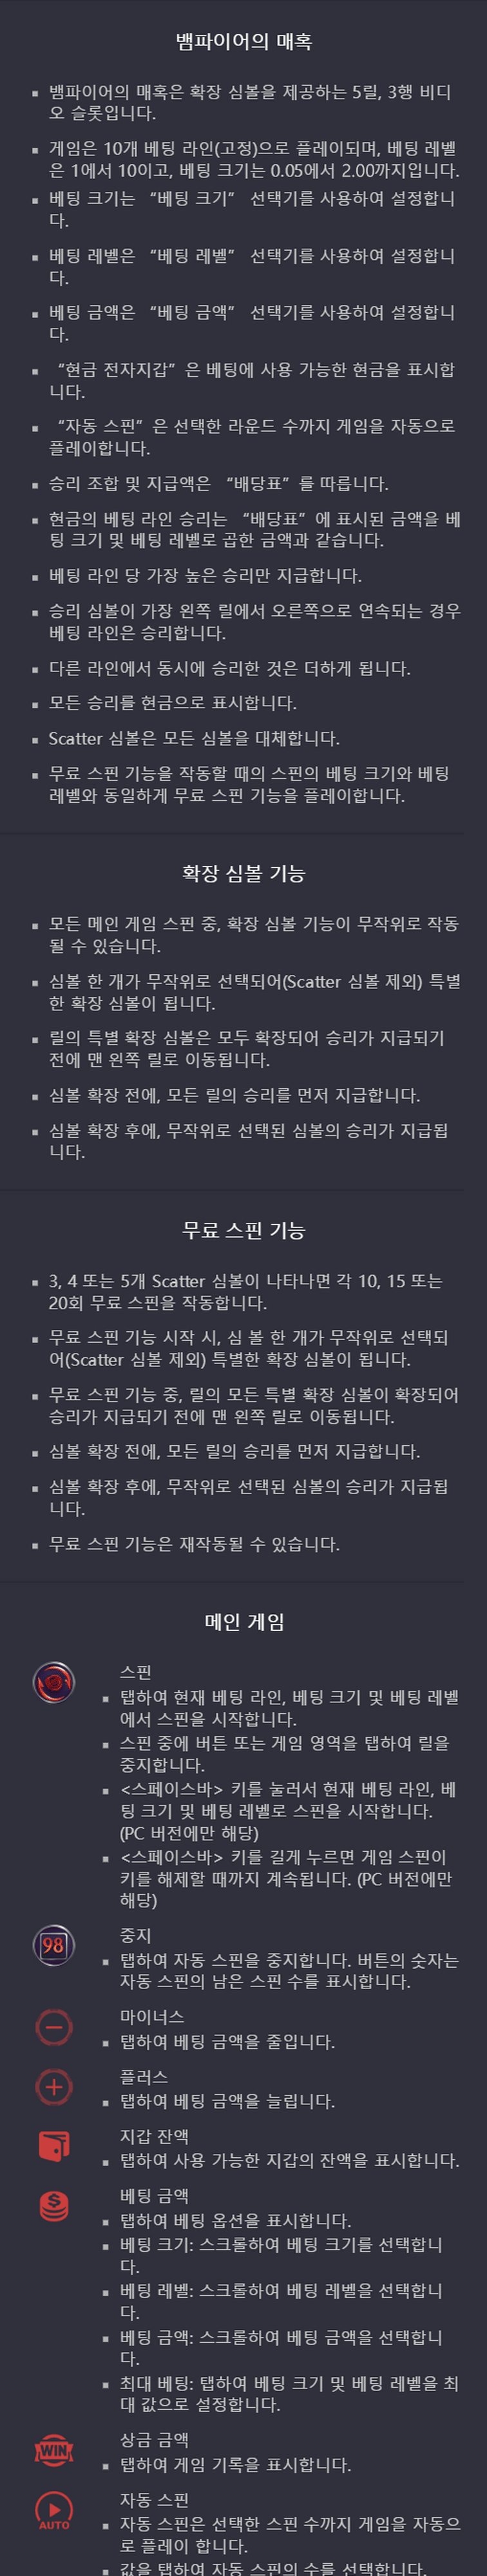 뱀파이어의 매혹
뱀파이어의 매혹은 확장 심볼을 제공하는 5릴, 3행 비디
오 슬롯입니다.
게임은 10개 베팅 라인(고정)으로 플레이되며, 베팅 레벨
은 1에서 10이고, 베팅 크기는 0.05에서 2.00까지입니다.
베팅 크기는 “베팅 크기” 선택기를 사용하여 설정합니
다.
베팅 레벨은 “베팅 레벨” 선택기를 사용하여 설정합니
다.
베팅 금액은 “베팅 금액” 선택기를 사용하여 설정합니
다.
“현금 전자지갑”은 베팅에 사용 가능한 현금을 표시합
니다.
“자동 스핀”은 선택한 라운드 수까지 게임을 자동으로
플레이합니다.
승리 조합 및 지급액은 “배당표”를 따릅니다.
현금의 베팅 라인 승리는 “배당표”에 표시된 금액을 베
팅 크기 및 베팅 레벨로 곱한 금액과 같습니다.
베팅 라인 당 가장 높은 승리만 지급합니다.
승리 심볼이 가장 왼쪽 릴에서 오른쪽으로 연속되는 경우
베팅 라인은 승리합니다.
다른 라인에서 동시에 승리한 것은 더하게 됩니다.
모든 승리를 현금으로 표시합니다.
Scatter 심볼은 모든 심볼을 대체합니다.
무료 스핀 기능을 작동할 때의 스핀의 베팅 크기와 베팅
레벨와 동일하게 무료 스핀 기능을 플레이합니다.
확장 심볼 기능
모든 메인 게임 스핀 중, 확장 심볼 기능이 무작위로 작동
될 수 있습니다.
심볼 한 개가 무작위로 선택되어(Scatter 심볼 제외) 특별
한 확장 심볼이 됩니다.
릴의 특별 확장 심볼은 모두 확장되어 승리가 지급되기
전에 맨 왼쪽 릴로 이동됩니다.
심볼 확장 전에, 모든 릴의 승리를 먼저 지급합니다.
심볼 확장 후에, 무작위로 선택된 심볼의 승리가 지급됩
니다.
무료 스핀 기능
3, 4 또는 5개 Scatter 심볼이 나타나면 각 10, 15 또는
20회 무료 스핀을 작동합니다.
무료 스핀 기능 시작 시, 심 볼 한 개가 무작위로 선택되
어(Scatter 심볼 제외) 특별한 확장 심볼이 됩니다.
무료 스핀 기능 중, 릴의 모든 특별 확장 심볼이 확장되어
승리가 지급되기 전에 맨 왼쪽 릴로 이동됩니다.
심볼 확장 전에, 모든 릴의 승리를 먼저 지급합니다.
심볼 확장 후에, 무작위로 선택된 심볼의 승리가 지급됩
니다.
무료 스핀 기능은 재작동될 수 있습니다.
메인 게임
스핀
탭하여 현재 베팅 라인, 베팅 크기 및 베팅 레벨
에서 스핀을 시작합니다.
스핀 중에 버튼 또는 게임 영역을 탭하여 릴을
중지합니다.
<스페이스바> 키를 눌러서 현재 베팅 라인, 베
팅 크기 및 베팅 레벨로 스핀을 시작합니다.
(PC 버전에만 해당)
<스페이스바> 키를 길게 누르면 게임 스핀이
키를 해제할 때까지 계속됩니다. (PC 버전에만
해당)
98
중지
탭하여 자동 스핀을 중지합니다. 버튼의 숫자는
자동 스핀의 남은 스핀 수를 표시합니다.
마이너스
탭하여 베팅 금액을 줄입니다.
플러스
탭하여 베팅 금액을 늘립니다.
지갑 잔액
탭하여 사용 가능한 지갑의 잔액을 표시합니다.
베팅 금액
탭하여 베팅 옵션을 표시합니다.
베팅 크기: 스크롤하여 베팅 크기를 선택합니
다.
베팅 레벨: 스크롤하여 베팅 레벨을 선택합니
다.
베팅 금액: 스크롤하여 베팅 금액을 선택합니
다.
최대 베팅: 탭하여 베팅 크기 및 베팅 레벨을 최
대 값으로 설정합니다.
WIN
상금 금액
탭하여 게임 기록을 표시합니다.
AUTO
자동 스핀
자동 스핀은 선택한 스핀 수까지 게임을 자동으
로 플레이 합니다.
값을 탭하여 자동 스핀의 수를 선택합니다.